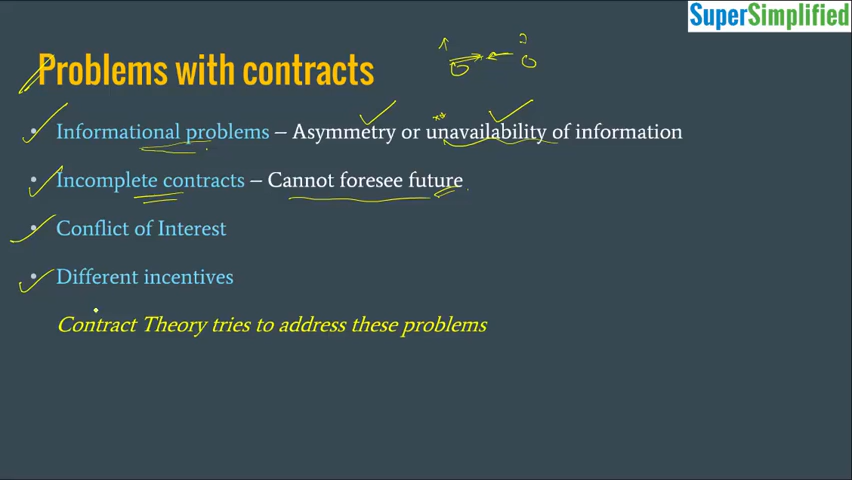 SuperSimplified
Problems with contracts
• Informational problems – Asymmetry or unavailability of information
• Incomplete contracts – Cannot foresee future
• Conflict of Interest
• Different incentives
Contract Theory tries to address these problems